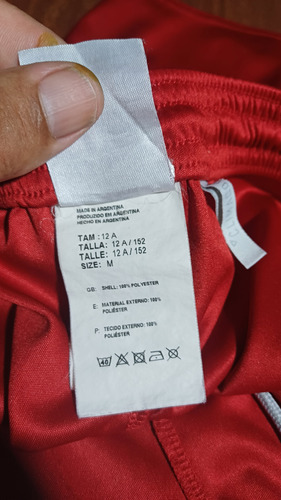 MADE IN ARGENTINA
PRODUZIDO EM ARGENTINA
HECHO EN ARGENTINA
TAM : 12 A
TALLA: 12 A / 152
TALLE: 12 A / 152
SIZE: M
GB: SHELL: 100% POLYESTER
E: MATERIAL EXTERNO: 100%
POLIÉSTER
P: TECIDO EXTERNO: 100%
POLIÉSTER
40